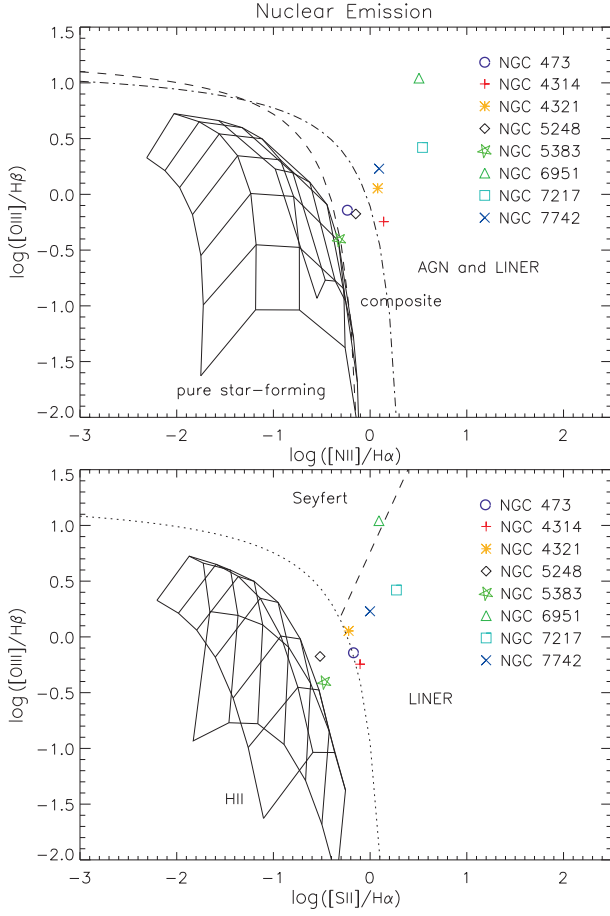 Nuclear Emission
1.5
1.0
0.5
0.0
−0.5
−1.0
−1.5
−2.0
log([OIII]/Hβ)
NGC 473
NGC 4314
NGC 4321
NGC 5248
NGC 5383
NGC 6951
NGC 7217
NGC 7742
AGN and LINER
composite
pure star−forming
−3 −2 −1 0 1 2
log([NII]/Hα)
1.5
1.0
0.5
0.0
−0.5
−1.0
−1.5
−2.0
log([OIII]/Hβ)
Seyfert
NGC 473
NGC 4314
NGC 4321
NGC 5248
NGC 5383
NGC 6951
NGC 7217
NGC 7742
LINER
HII
−3 −2 −1 0 1 2
log([SII]/Hα)